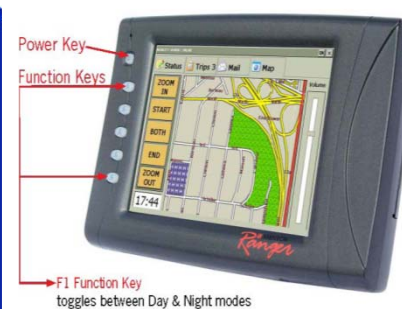 Power Key
Function Keys
Status Trips 3 Mail Map
ZOOM
IN
Volume
START
BOTH
END
ZOOM
OUT
17:44
Ranger
F1 Function Key
toggles between Day & Night modes